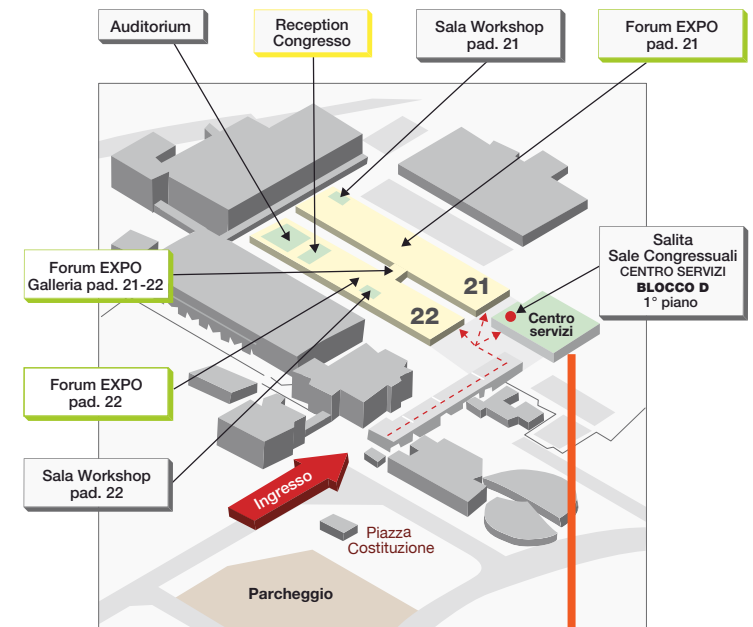 Auditorium
Reception
Congresso
Sala Workshop
pad. 21
Forum EXPO
pad. 21
Forum EXPO
Galleria pad. 21-22
Salita
Sale Congressuali
CENTRO SERVIZI
BLOCCO D
1° piano
21
22
Centro
servizi
Forum EXPO
pad. 22
Sala Workshop
pad. 22
Ingresso
Piazza
Costituzione
Parcheggio